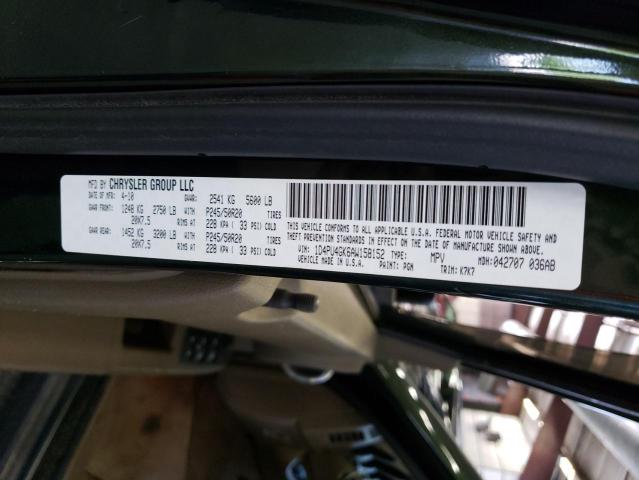 MFD BY CHRYSLER GROUP LLC
DATE OF MFR: 4-10 GVWR: 2541 KG 5600 LB
GAWR FRONT: 1248 KG 2750 LB WITH P245/50R20 TIRES
20X7.5 RIMS AT 228 KPA ( 33 PSI) COLD
GAWR REAR: 1452 KG 3200 LB WITH P245/50R20 TIRES
20X7.5 RIMS AT 228 KPA ( 33 PSI) COLD
THIS VEHICLE CONFORMS TO ALL APPLICABLE U.S.A. FEDERAL MOTOR VEHICLE SAFETY,
THEFT PREVENTION STANDARDS IN EFFECT ON THE DATE OF MANUFACTURE SHOWN ABOVE.
VIN: 1D4PU4GK6AW158152 TYPE: MPV MDH: 042707 036AB
VEHICLE MADE IN U.S.A. PAINT: PGN TRIM: K7K7